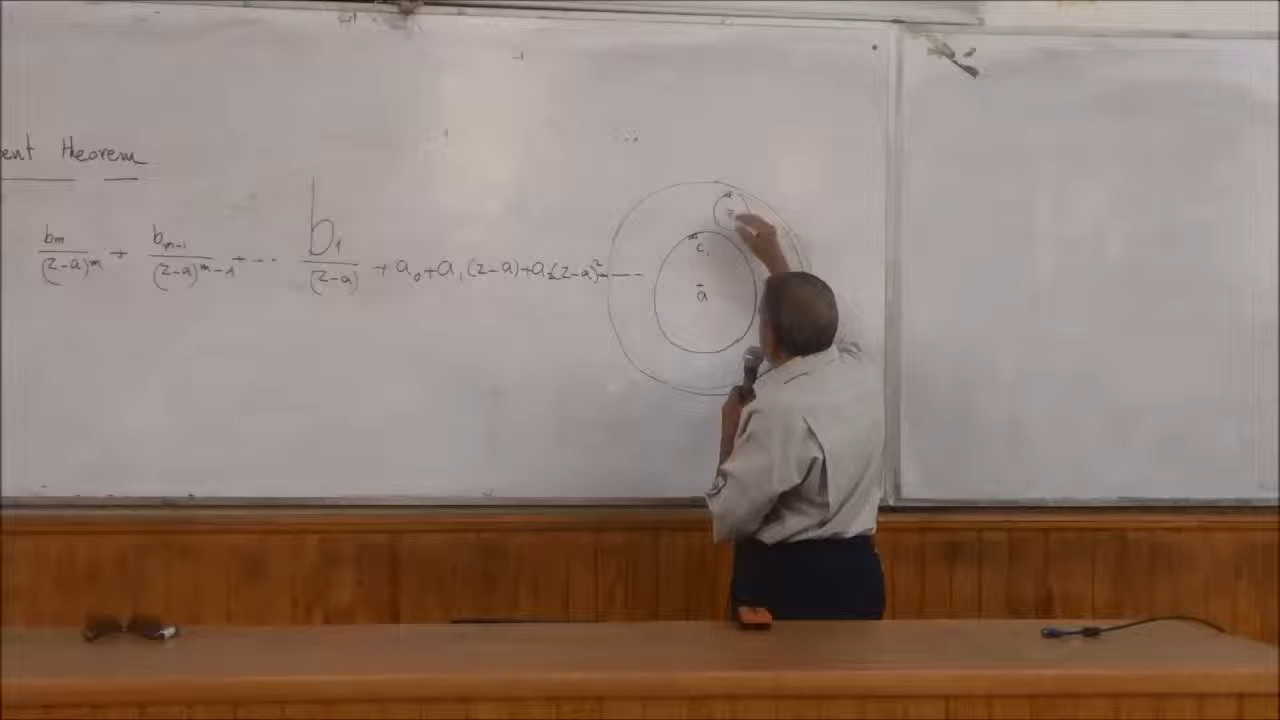 ent theorem
bm/(z-a)^m + bm-1/(z-a)^m-1 + ... b1/(z-a) + a0 + a1(z-a) + a2(z-a)^2 ----
C1
a